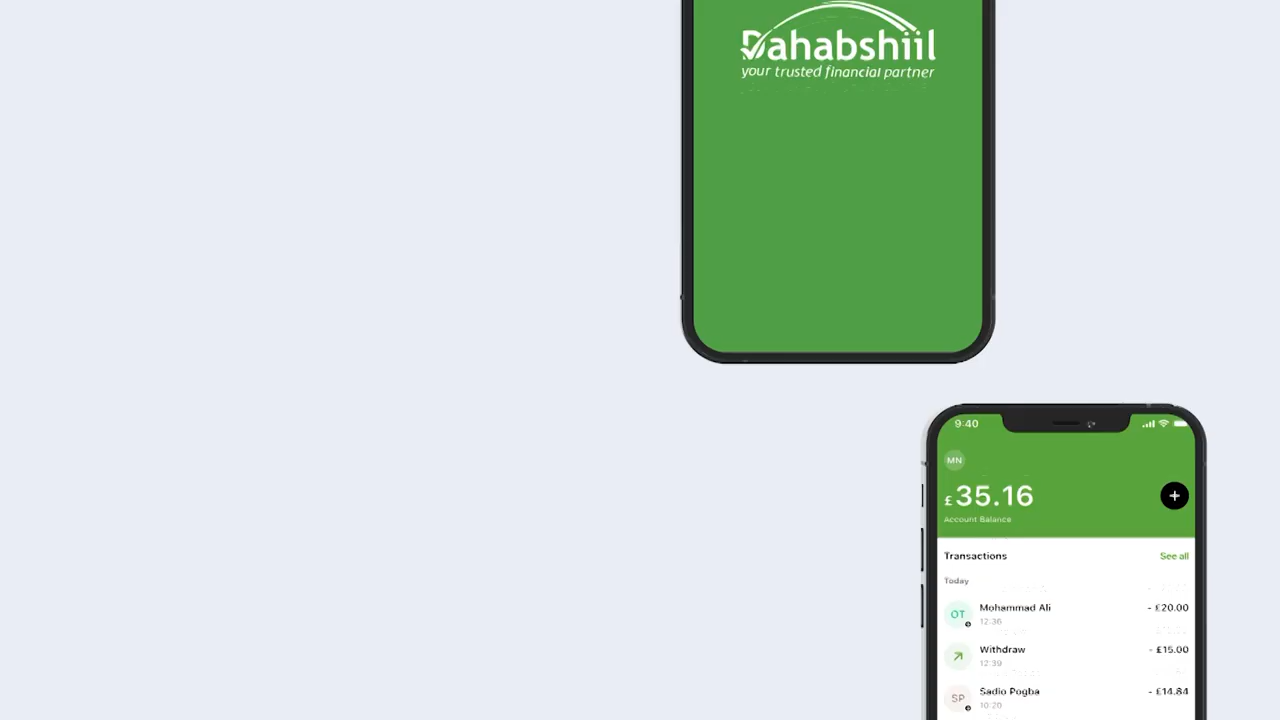 Dahabshiil
your trusted financial partner
9:40
MN
£35.16
Account Balance
Transactions
See all
Today
OT
Mohammad Ali
- £20.00
12:36
Withdraw
- £15.00
12:39
SP
Sadio Pogba
- £14.84
10:20